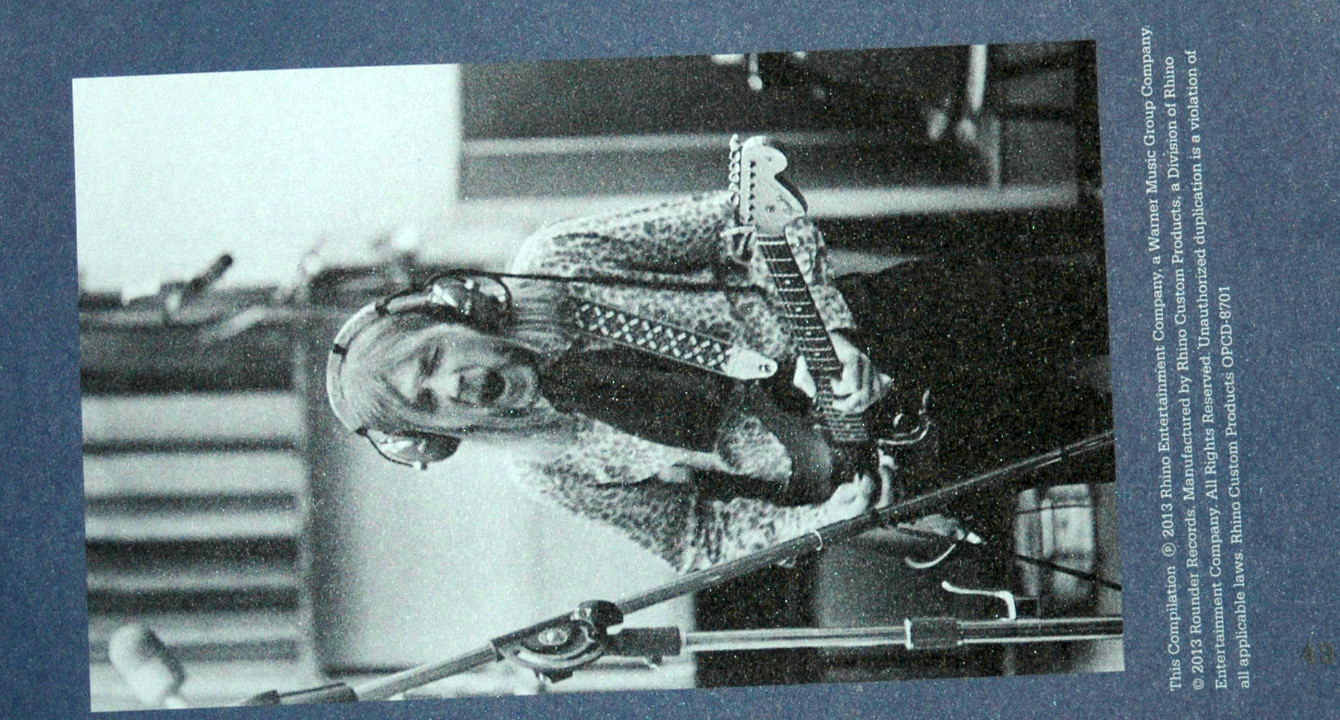 This Compilation ℗ 2013 Rhino Entertainment Company, a Warner Music Group Company.
© 2013 Rounder Records. Manufactured by Rhino Custom Products, a Division of Rhino
Entertainment Company. All Rights Reserved. Unauthorized duplication is a violation of
all applicable laws. Rhino Custom Products OPCD-8701